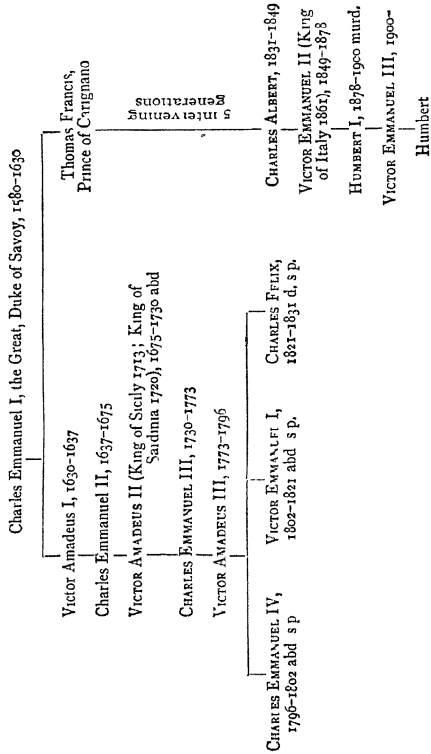 Charles Emmanuel I, the Great, Duke of Savoy, 1580-1630
Victor Amadeus I, 1630-1637
Charles Emmanuel II, 1637-1675
VICTOR AMADEUS II (King of Sicily 1713; King of
Sardinia 1720), 1675-1730 abd
CHARLES EMMANUEL III, 1730-1773
VICTOR AMADEUS III, 1773-1796
CHARLES EMMANUEL IV,
1796-1802 abd s p
VICTOR EMMANUEL I,
1802-1821 abd s p.
CHARLES FELIX,
1821-1831 d. s p.
Thomas Francis,
Prince of Carignano
5 intervening
generations
CHARLES ALBERT, 1831-1849
VICTOR EMMANUEL II (King
of Italy 1861), 1849-1878
HUMBERT I, 1878-1900 murd.
VICTOR EMMANUEL III, 1900-
Humbert